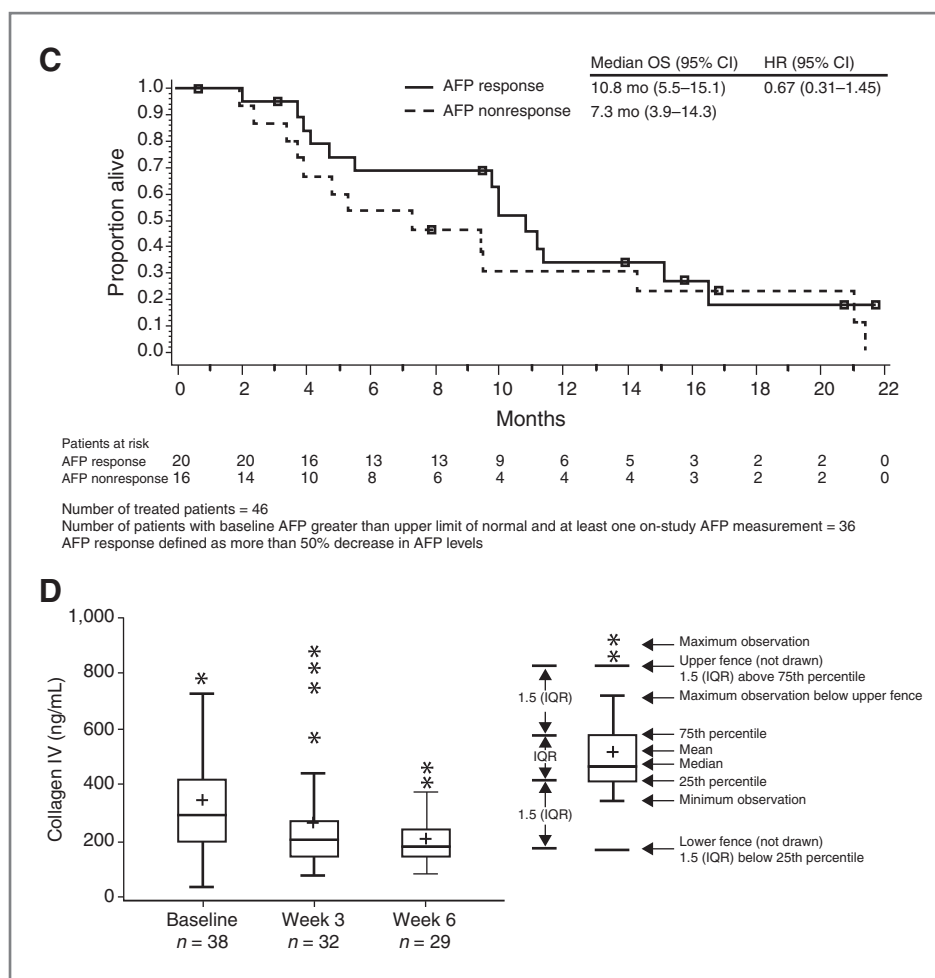 C
Median OS (95% CI) HR (95% CI)
AFP response 10.8 mo (5.5–15.1) 0.67 (0.31–1.45)
AFP nonresponse 7.3 mo (3.9–14.3)
Proportion alive
1.0
0.9
0.8
0.7
0.6
0.5
0.4
0.3
0.2
0.1
0.0
0 2 4 6 8 10 12 14 16 18 20 22
Months
Patients at risk
AFP response 20 20 16 13 13 9 6 5 3 2 2 0
AFP nonresponse 16 14 10 8 6 4 4 4 3 2 2 0
Number of treated patients = 46
Number of patients with baseline AFP greater than upper limit of normal and at least one on-study AFP measurement = 36
AFP response defined as more than 50% decrease in AFP levels
D
Collagen IV (ng/mL)
1,000
800
600
400
200
0
Baseline Week 3 Week 6
n = 38 n = 32 n = 29
1.5 (IQR)
IQR
1.5 (IQR)
Maximum observation
Upper fence (not drawn)
1.5 (IQR) above 75th percentile
Maximum observation below upper fence
75th percentile
Mean
Median
25th percentile
Minimum observation
Lower fence (not drawn)
1.5 (IQR) below 25th percentile